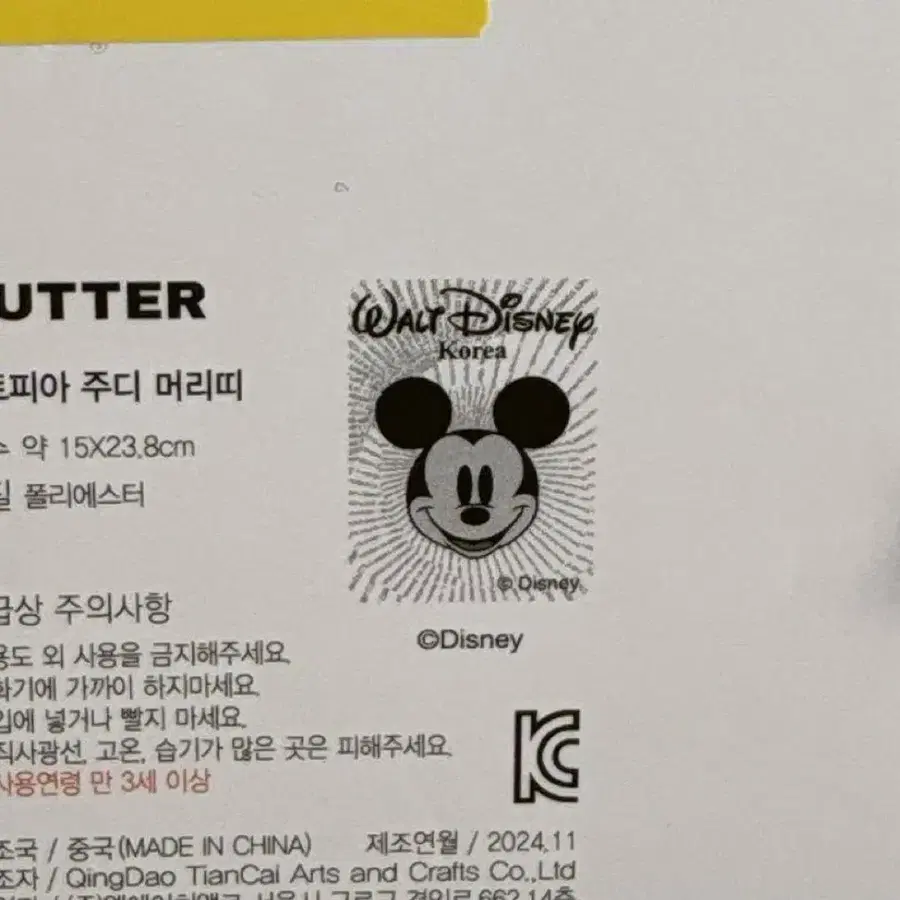 UTTER
토피아 주디 머리띠
수 약 15X23.8cm
질 폴리에스터
급상 주의사항
용도 외 사용을 금지해주세요.
화기에 가까이 하지마세요.
입에 넣거나 빨지 마세요.
직사광선, 고온, 습기가 많은 곳은 피해주세요.
사용연령 만 3세 이상
조국 / 중국(MADE IN CHINA) 제조연월 / 2024.11
조자 / QingDao TianCai Arts and Crafts Co.,Ltd
WALT DISNEY
Korea
© Disney
©Disney
KC